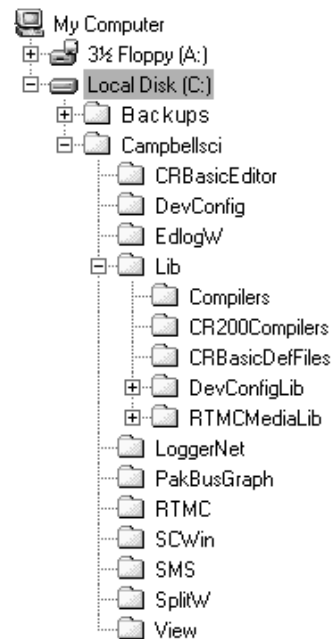 My Computer
3½ Floppy (A:)
Local Disk (C:)
Backups
Campbellsci
CRBasicEditor
DevConfig
EdlogW
Lib
Compilers
CR200Compilers
CRBasicDefFiles
DevConfigLib
RTMCMediaLib
LoggerNet
PakBusGraph
RTMC
SCWin
SMS
SplitW
View